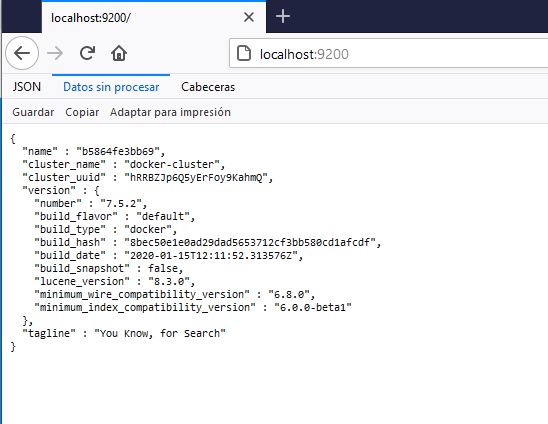 localhost:9200/
localhost:9200
JSON Datos sin procesar Cabeceras
Guardar Copiar Adaptar para impresión
{
"name" : "b5864fe3bb69",
"cluster_name" : "docker-cluster",
"cluster_uuid" : "hRRBZJp6Q5yErFoy9KahmQ",
"version" : {
"number" : "7.5.2",
"build_flavor" : "default",
"build_type" : "docker",
"build_hash" : "8bec50e1e0ad29dad5653712cf3bb580cd1afcdf",
"build_date" : "2020-01-15T12:11:52.313576Z",
"build_snapshot" : false,
"lucene_version" : "8.3.0",
"minimum_wire_compatibility_version" : "6.8.0",
"minimum_index_compatibility_version" : "6.0.0-beta1"
},
"tagline" : "You Know, for Search"
}